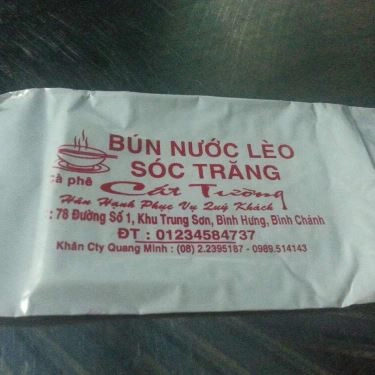 BÚN NƯỚC LÈO
SÓC TRĂNG
cà phê Cát Tường
Hân Hạnh Phục Vụ Quý Khách
: 78 Đường Số 1, Khu Trung Sơn, Bình Hưng, Bình Chánh
ĐT : 01234584737
Khăn Cty Quang Minh : (08) 2.2395187 - 0989.514143